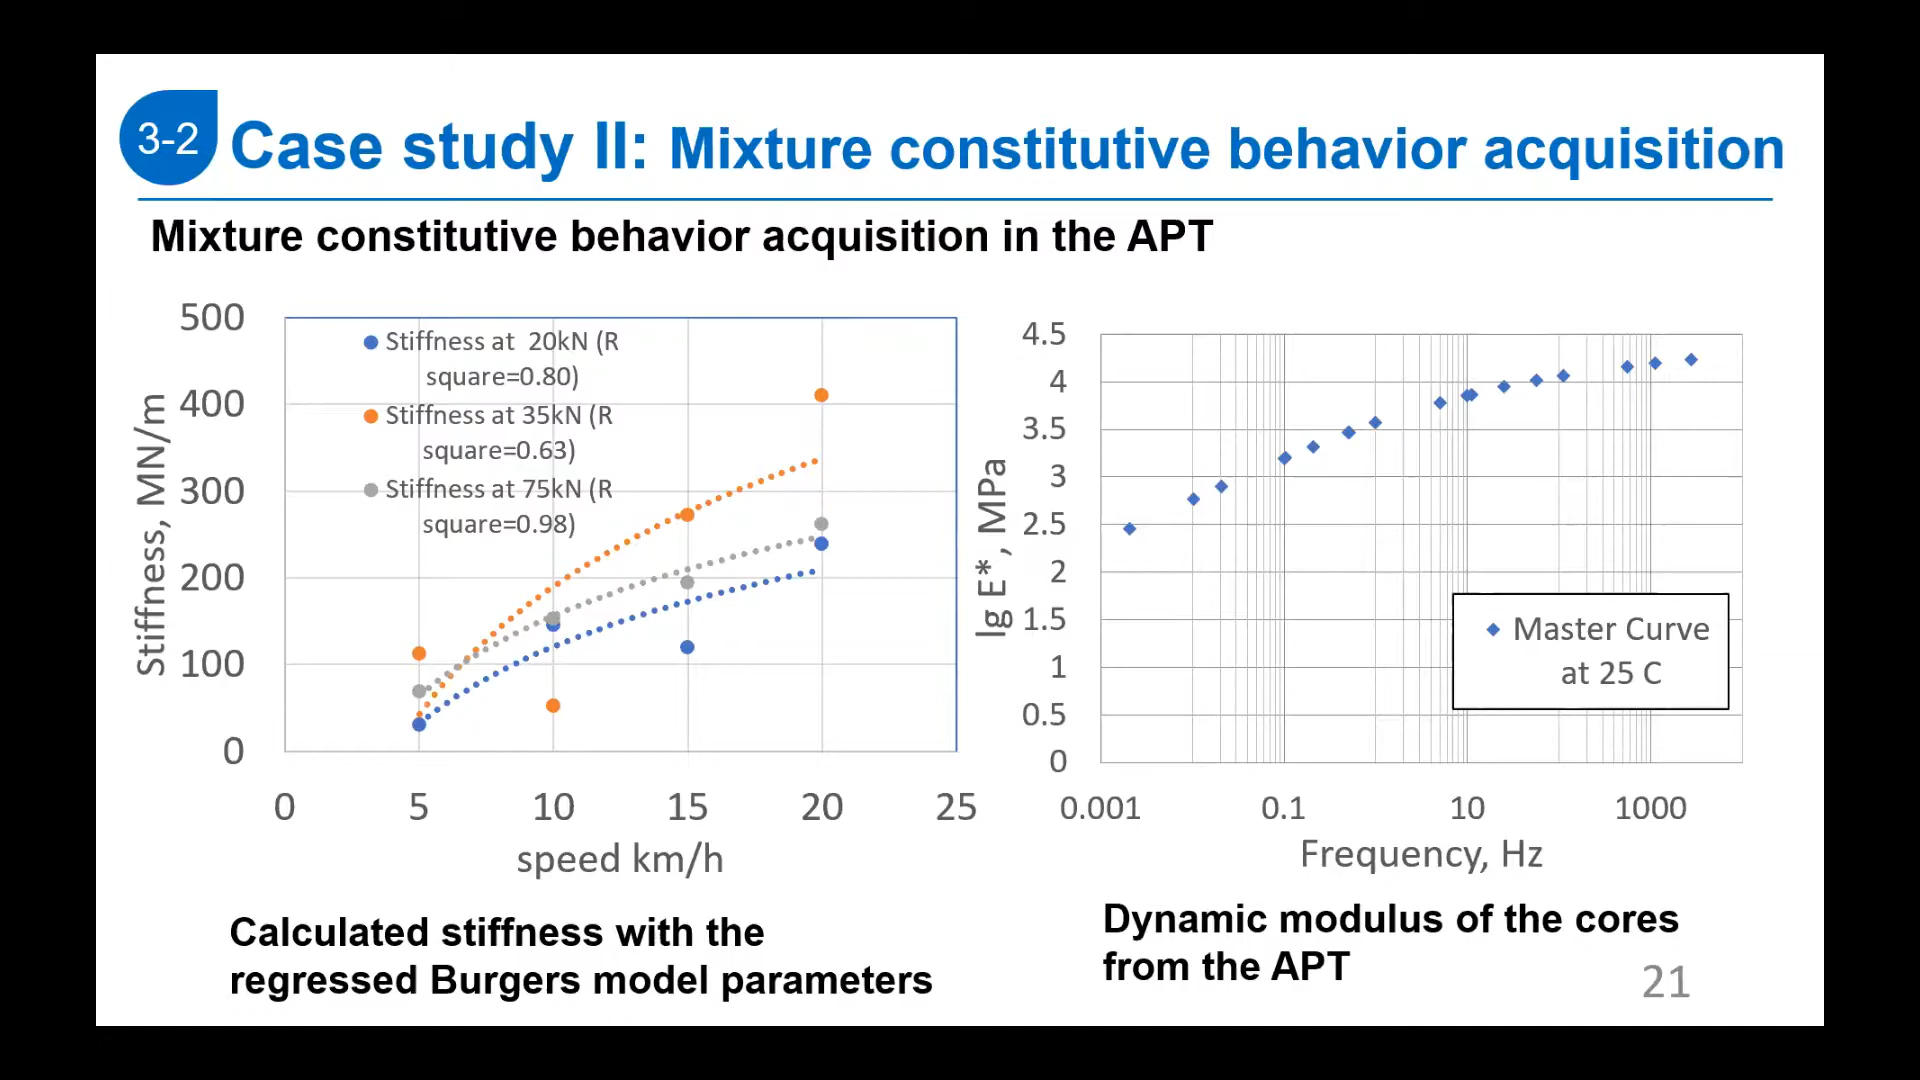 3-2
Case study II: Mixture constitutive behavior acquisition
Mixture constitutive behavior acquisition in the APT
Stiffness, MN/m
500
400
300
200
100
0
Stiffness at 20kN (R
square=0.80)
Stiffness at 35kN (R
square=0.63)
Stiffness at 75kN (R
square=0.98)
0 5 10 15 20 25
speed km/h
Calculated stiffness with the
regressed Burgers model parameters
lg E* , MPa
4.5
4
3.5
3
2.5
2
1.5
1
0.5
0
Master Curve
at 25 C
0.001 0.1 10 1000
Frequency, Hz
Dynamic modulus of the cores
from the APT
21